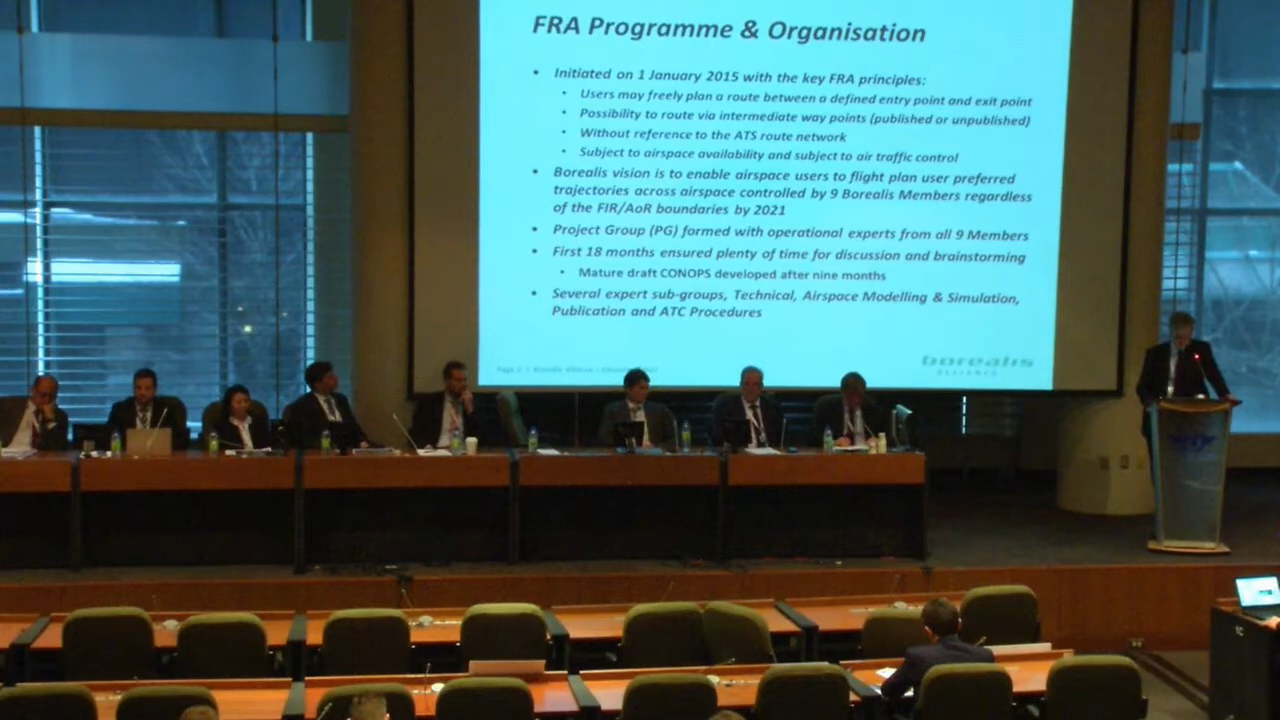 FRA Programme & Organisation
• Initiated on 1 January 2015 with the key FRA principles:
• Users may freely plan a route between a defined entry point and exit point
• Possibility to route via intermediate way points (published or unpublished)
• Without reference to the ATS route network
• Subject to airspace availability and subject to air traffic control
• Borealis vision is to enable airspace users to flight plan user preferred
trajectories across airspace controlled by 9 Borealis Members regardless
of the FIR/AoR boundaries by 2021
• Project Group (PG) formed with operational experts from all 9 Members
• First 18 months ensured plenty of time for discussion and brainstorming
• Mature draft CONOPS developed after nine months
• Several expert sub-groups, Technical, Airspace Modelling & Simulation,
Publication and ATC Procedures
borealis
ALLIANCE